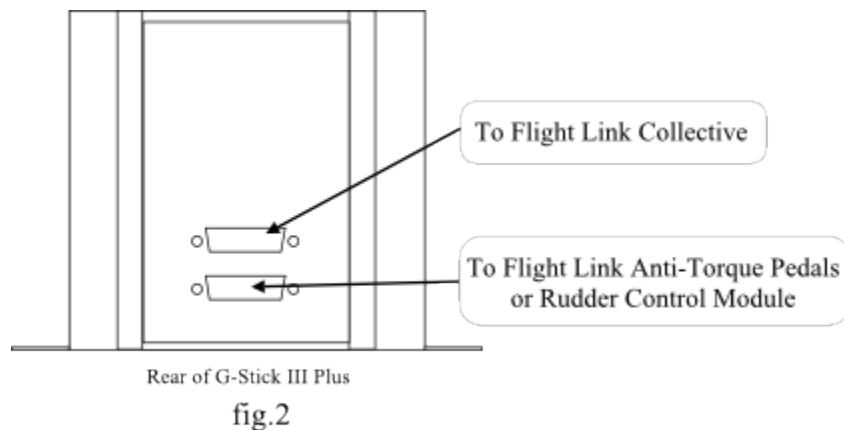 To Flight Link Collective
To Flight Link Anti-Torque Pedals
or Rudder Control Module
Rear of G-Stick III Plus
fig.2